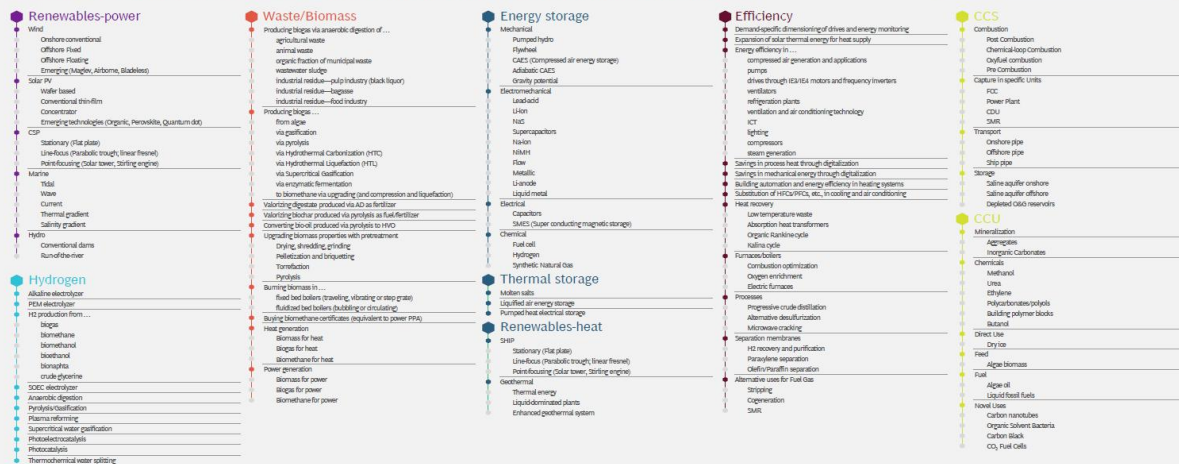 Renewables-power
Wind
Onshore conventional
Offshore Fixed
Offshore Floating
Emerging (Maglev, Airborne, Bladeless)
Solar PV
Wafer based
Conventional thin-film
Concentrator
Emerging technologies (Organic, Perovskite, Quantum dot)
CSP
Stationary (Flat plate)
Line-focus (Parabolic trough; linear fresnel)
Point-focusing (Solar tower, Stirling engine)
Marine
Tidal
Wave
Current
Thermal gradient
Salinity gradient
Hydro
Conventional dams
Run-of-the-river
Hydrogen
Alkaline electrolyzer
PEM electrolyzer
H2 production from ...
biogas
biomethane
biomethanol
bioethanol
bionaphta
crude glycerine
SOEC electrolyzer
Anaerobic digestion
Pyrolysis/Gasification
Plasma reforming
Supercritical water gasification
Photoelectrocatalysis
Photocatalysis
Thermochemical water splitting
Waste/Biomass
Producing biogas via anaerobic digestion of ...
agricultural waste
animal waste
organic fraction of municipal waste
wastewater sludge
industrial residue—pulp industry (black liquor)
industrial residue—bagasse
industrial residue—food industry
Producing biogas ...
from algae
via gasification
via pyrolysis
via Hydrothermal Carbonization (HTC)
via Hydrothermal Liquefaction (HTL)
via Supercritical Gasification
via enzymatic fermentation
to biomethane via upgrading (and compression and liquefaction)
Valorizing digestate produced via AD as fertilizer
Valorizing biochar produced via pyrolysis as fuel/fertilizer
Converting bio-oil produced via pyrolysis to HVO
Upgrading biomass properties with pretreatment
Drying, shredding, grinding
Pelletization and briquetting
Torrefaction
Pyrolysis
Burning biomass in ...
fixed bed boilers (traveling, vibrating or step grate)
fluidized bed boilers (bubbling or circulating)
Buying biomethane certificates (equivalent to power PPA)
Heat generation
Biomass for heat
Biogas for heat
Biomethane for heat
Power generation
Biomass for power
Biogas for power
Biomethane for power
Energy storage
Mechanical
Pumped hydro
Flywheel
CAES (Compressed air energy storage)
Adiabatic CAES
Gravity potential
Electromechanical
Lead-acid
Li-ion
NaS
Supercapacitors
Na-ion
NiMH
Flow
Metallic
Li-anode
Liquid metal
Electrical
Capacitors
SMES (Super conducting magnetic storage)
Chemical
Fuel cell
Hydrogen
Synthetic Natural Gas
Thermal storage
Molten salts
Liquified air energy storage
Pumped heat electrical storage
Renewables-heat
SHIP
Stationary (Flat plate)
Line-focus (Parabolic trough; linear fresnel)
Point-focusing (Solar tower, Stirling engine)
Geothermal
Thermal energy
Liquid-dominated plants
Enhanced geothermal system
Efficiency
Demand-specific dimensioning of drives and energy monitoring
Expansion of solar thermal energy for heat supply
Energy efficiency in ...
compressed air generation and applications
pumps
drives through IE3/IE4 motors and frequency inverters
ventilators
refrigeration plants
ventilation and air conditioning technology
ICT
lighting
compressors
steam generation
Savings in process heat through digitalization
Savings in mechanical energy through digitalization
Building automation and energy efficiency in heating systems
Substitution of HFCs/PFCs, etc., in cooling and air conditioning
Heat recovery
Low temperature waste
Absorption heat transformers
Organic Rankine cycle
Kalina cycle
Furnaces/boilers
Combustion optimization
Oxygen enrichment
Electric furnaces
Processes
Progressive crude distillation
Alternative desulfurization
Microwave cracking
Separation membranes
H2 recovery and purification
Paraxylene separation
Olefin/Paraffin separation
Alternative uses for Fuel Gas
Stripping
Cogeneration
SMR
CCS
Combustion
Post Combustion
Chemical-loop Combustion
Oxyfuel combustion
Pre Combustion
Capture in specific Units
FCC
Power Plant
CDU
SMR
Transport
Onshore pipe
Offshore pipe
Ship pipe
Storage
Saline aquifer onshore
Saline aquifer offshore
Depleted O&G reservoirs
CCU
Mineralization
Aggregates
Inorganic Carbonates
Chemicals
Methanol
Urea
Ethylene
Polycarbonates/polyols
Building polymer blocks
Butanol
Direct Use
Dry ice
Feed
Algae biomass
Fuel
Algae oil
Liquid fossil fuels
Novel Uses
Carbon nanotubes
Organic Solvent Bacteria
Carbon Black
CO₂ Fuel Cells